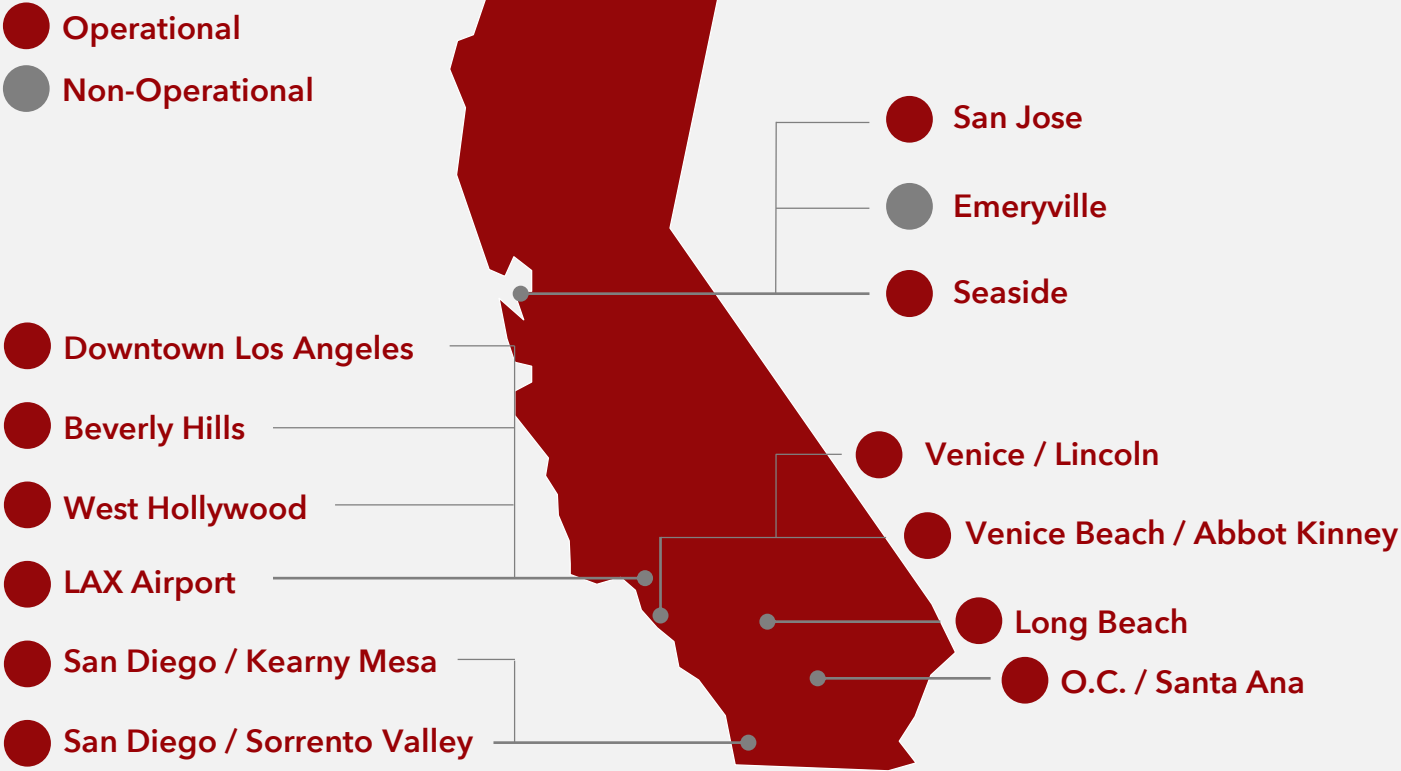 Operational
Non-Operational
San Jose
Emeryville
Seaside
Downtown Los Angeles
Beverly Hills
West Hollywood
LAX Airport
San Diego / Kearny Mesa
San Diego / Sorrento Valley
Venice / Lincoln
Venice Beach / Abbot Kinney
Long Beach
O.C. / Santa Ana